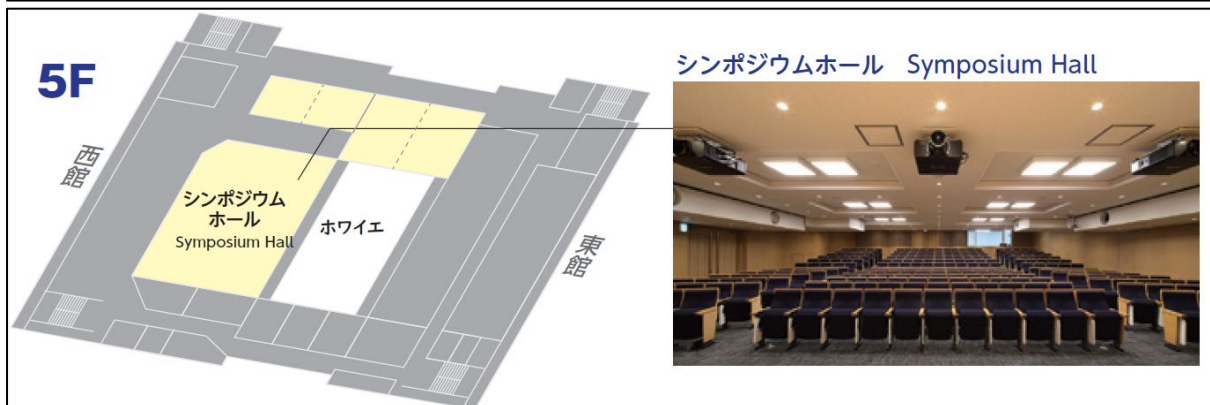 5F
西館
シンポジウム
ホール
Symposium Hall
ホワイエ
東館
シンポジウムホール Symposium Hall